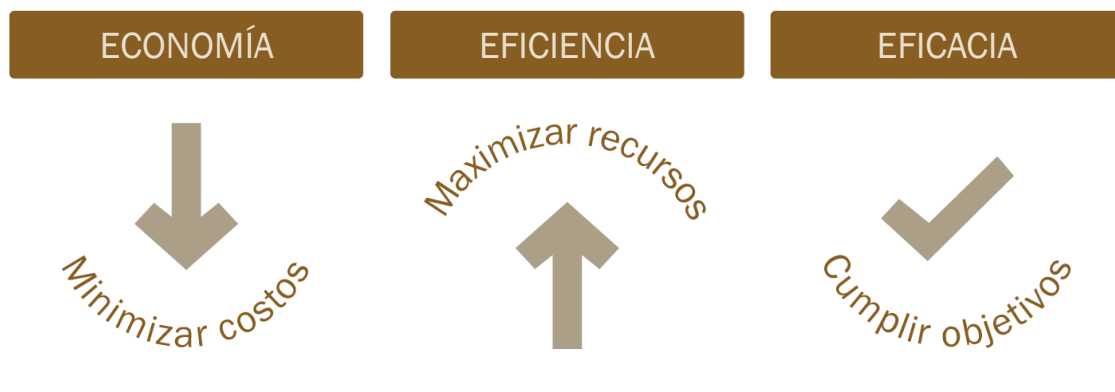 ECONOMÍA
EFICIENCIA
EFICACIA
Minimizar costos
Maximizar recursos
Cumplir objetivos